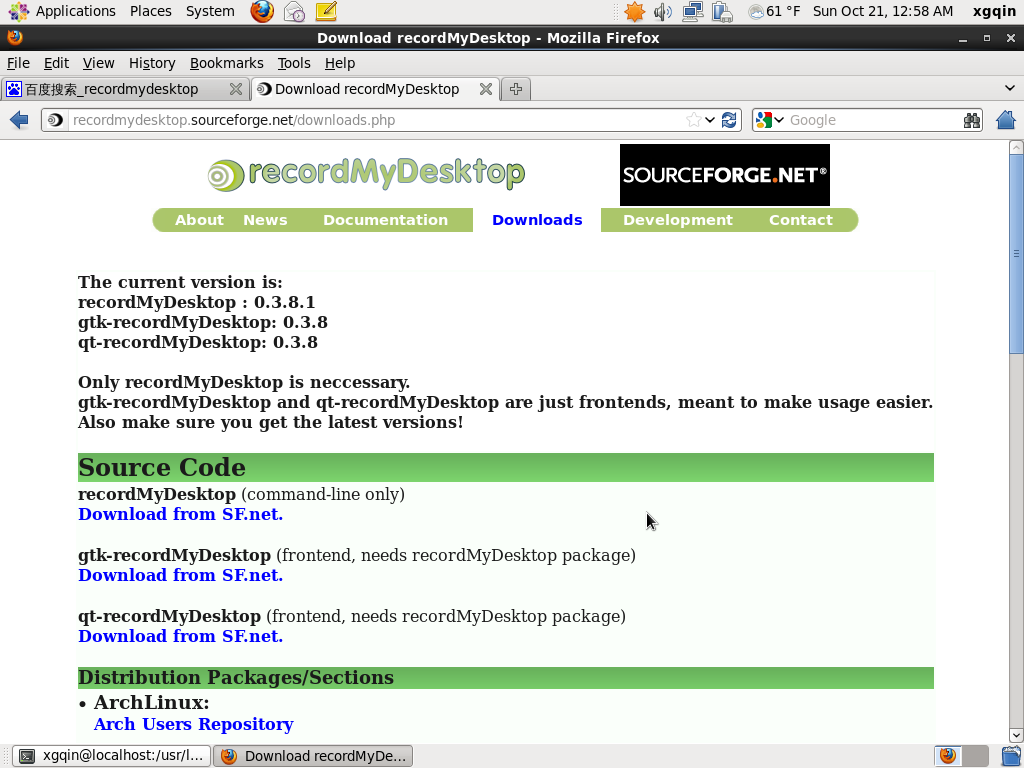 Applications Places System 61 °F Sun Oct 21, 12:58 AM xgqin
Download recordMyDesktop - Mozilla Firefox
File Edit View History Bookmarks Tools Help
百度搜索_recordmydesktop Download recordMyDesktop
recordmydesktop.sourceforge.net/downloads.php Google
recordMyDesktop SOURCEFORGE.NET®
About News Documentation Downloads Development Contact
The current version is:
recordMyDesktop : 0.3.8.1
gtk-recordMyDesktop: 0.3.8
qt-recordMyDesktop: 0.3.8
Only recordMyDesktop is neccessary.
gtk-recordMyDesktop and qt-recordMyDesktop are just frontends, meant to make usage easier.
Also make sure you get the latest versions!
Source Code
recordMyDesktop (command-line only)
Download from SF.net.
gtk-recordMyDesktop (frontend, needs recordMyDesktop package)
Download from SF.net.
qt-recordMyDesktop (frontend, needs recordMyDesktop package)
Download from SF.net.
Distribution Packages/Sections
• ArchLinux:
Arch Users Repository
xgqin@localhost:/usr/l... Download recordMyDe...